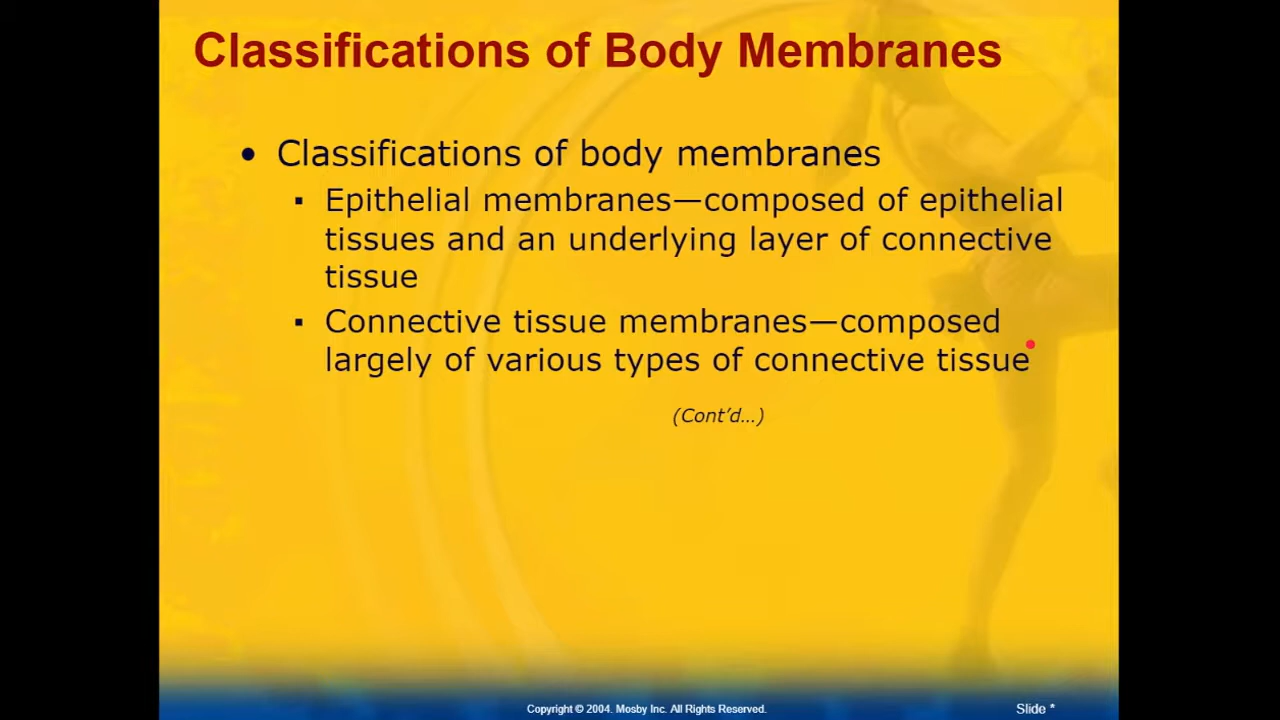 Classifications of Body Membranes
• Classifications of body membranes
▪ Epithelial membranes—composed of epithelial
tissues and an underlying layer of connective
tissue
▪ Connective tissue membranes—composed
largely of various types of connective tissue
(Cont’d…)
Copyright © 2004. Mosby Inc. All Rights Reserved.
Slide *